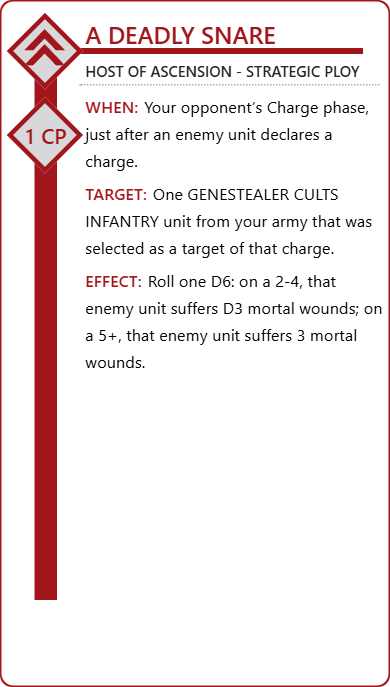 A DEADLY SNARE
HOST OF ASCENSION - STRATEGIC PLOY
1 CP
WHEN: Your opponent’s Charge phase,
just after an enemy unit declares a
charge.
TARGET: One GENESTEALER CULTS
INFANTRY unit from your army that was
selected as a target of that charge.
EFFECT: Roll one D6: on a 2-4, that
enemy unit suffers D3 mortal wounds; on
a 5+, that enemy unit suffers 3 mortal
wounds.